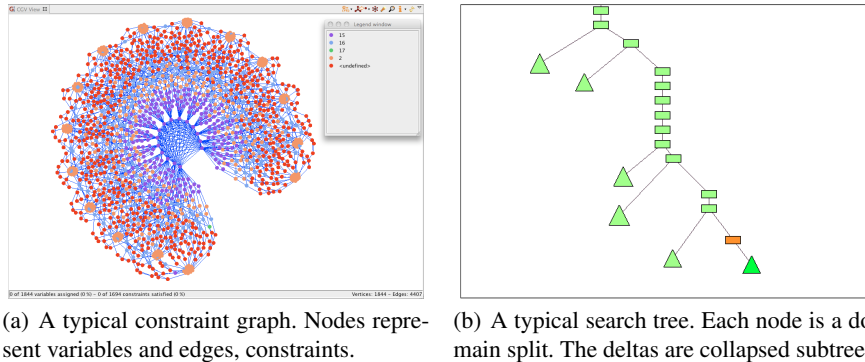 CGV View
Legend window
15
16
17
2
<undefined>
0 of 1844 variables assigned (0 %) - 0 of 1694 constraints satisfied (0 %)
Vertices: 1844 - Edges: 4407
(a) A typical constraint graph. Nodes repre-
sent variables and edges, constraints.
(b) A typical search tree. Each node is a do
main split. The deltas are collapsed subtree